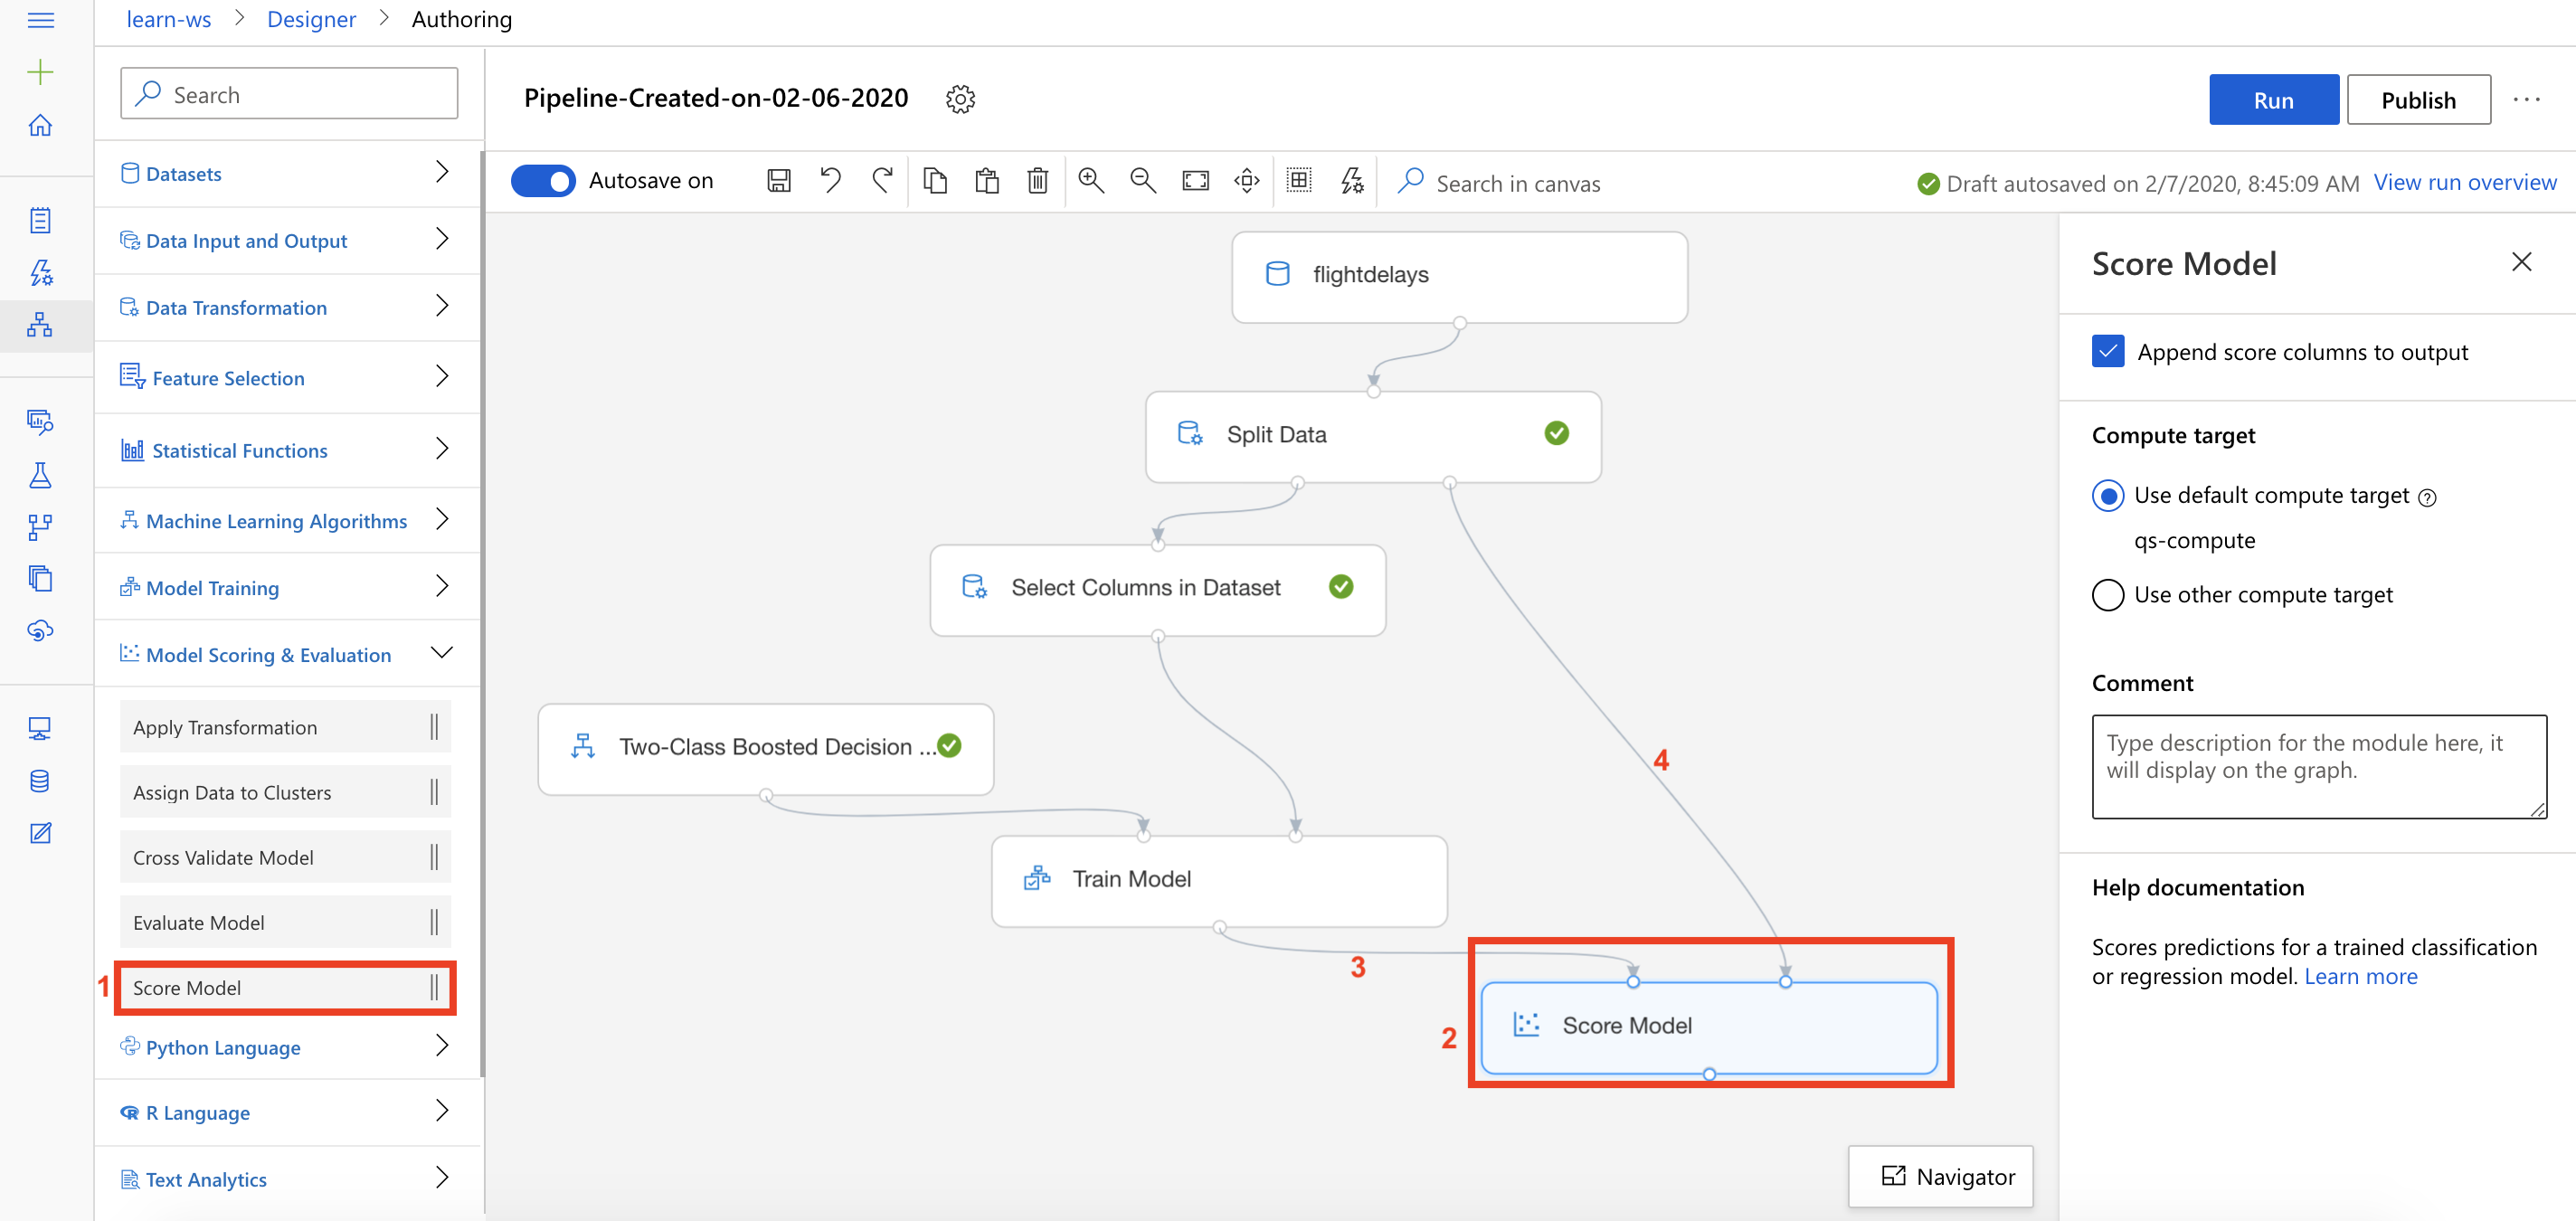 learn-ws > Designer > Authoring
Search
Pipeline-Created-on-02-06-2020
Run
Publish
...
Autosave on
Search in canvas
Draft autosaved on 2/7/2020, 8:45:09 AM
View run overview
Datasets
Data Input and Output
Data Transformation
Feature Selection
Statistical Functions
Machine Learning Algorithms
Model Training
Model Scoring & Evaluation
Apply Transformation
Assign Data to Clusters
Cross Validate Model
Evaluate Model
1
Score Model
Python Language
R Language
Text Analytics
flightdelays
Split Data
Select Columns in Dataset
Two-Class Boosted Decision ...
4
Train Model
3
2
Score Model
Navigator
Score Model
Append score columns to output
Compute target
Use default compute target
qs-compute
Use other compute target
Comment
Type description for the module here, it
will display on the graph.
Help documentation
Scores predictions for a trained classification
or regression model. Learn more